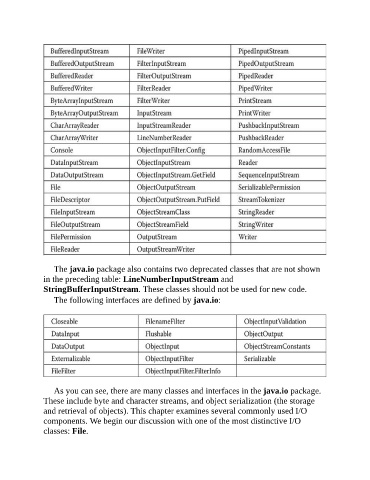 BufferedInputStream FileWriter PipedInputStream
BufferedOutputStream FilterInputStream PipedOutputStream
BufferedReader FilterOutputStream PipedReader
BufferedWriter FilterReader PipedWriter
ByteArrayInputStream FilterWriter PrintStream
ByteArrayOutputStream InputStream PrintWriter
CharArrayReader InputStreamReader PushbackInputStream
CharArrayWriter LineNumberReader PushbackReader
Console ObjectInputFilter.Config RandomAccessFile
DataInputStream ObjectInputStream Reader
DataOutputStream ObjectInputStream.GetField SequenceInputStream
File ObjectOutputStream SerializablePermission
FileDescriptor ObjectOutputStream.PutField StreamTokenizer
FileInputStream ObjectStreamClass StringReader
FileOutputStream ObjectStreamField StringWriter
FilePermission OutputStream Writer
FileReader OutputStreamWriter
The java.io package also contains two deprecated classes that are not shown
in the preceding table: LineNumberInputStream and
StringBufferInputStream. These classes should not be used for new code.
The following interfaces are defined by java.io:
Closeable FilenameFilter ObjectInputValidation
DataInput Flushable ObjectOutput
DataOutput ObjectInput ObjectStreamConstants
Externalizable ObjectInputFilter Serializable
FileFilter ObjectInputFilter.FilterInfo
As you can see, there are many classes and interfaces in the java.io package.
These include byte and character streams, and object serialization (the storage
and retrieval of objects). This chapter examines several commonly used I/O
components. We begin our discussion with one of the most distinctive I/O
classes: File.